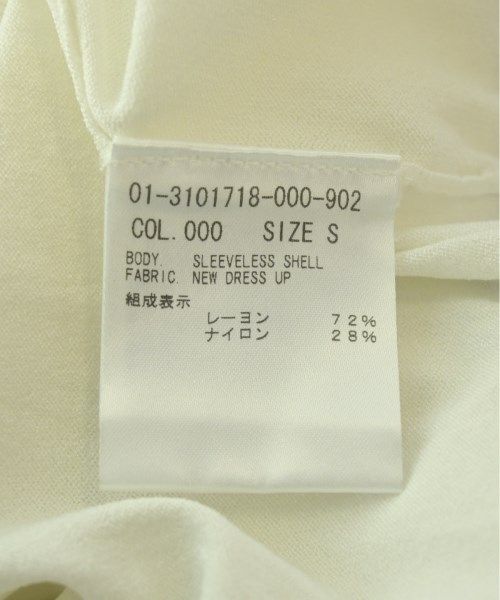 01-3101718-000-902
COL.000 SIZE S
BODY. SLEEVELESS SHELL
FABRIC. NEW DRESS UP
組成表示
レーヨン 72%
ナイロン 28%